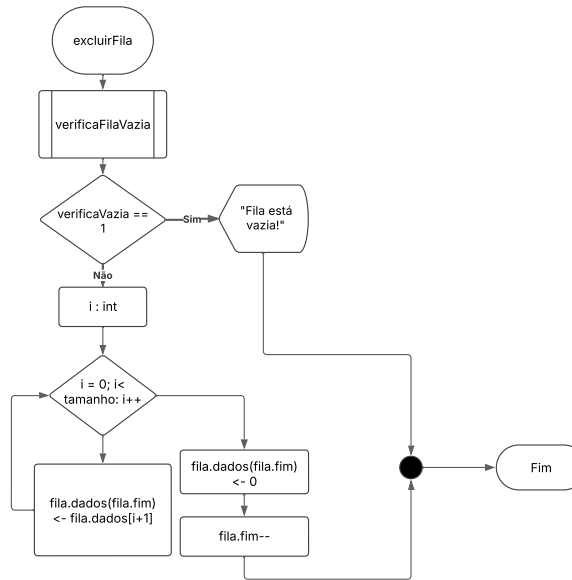 excluirFila
verificaFilaVazia
verificaVazia ==
1
Sim
"Fila está
vazia!"
Não
i : int
i = 0; i<
tamanho: i++
fila.dados(fila.fim)
<- fila.dados[i+1]
fila.dados(fila.fim)
<- 0
fila.fim--
Fim